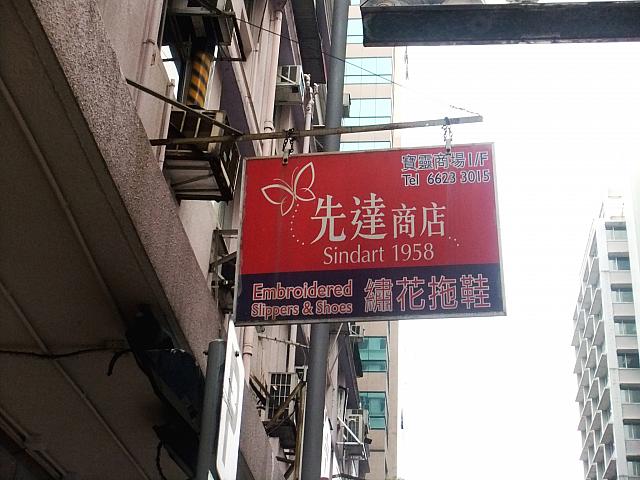 寶靈商場1/F
Tel 6623 3015
先達商店
Sindart 1958
Embroidered
Slippers & Shoes
繡花拖鞋